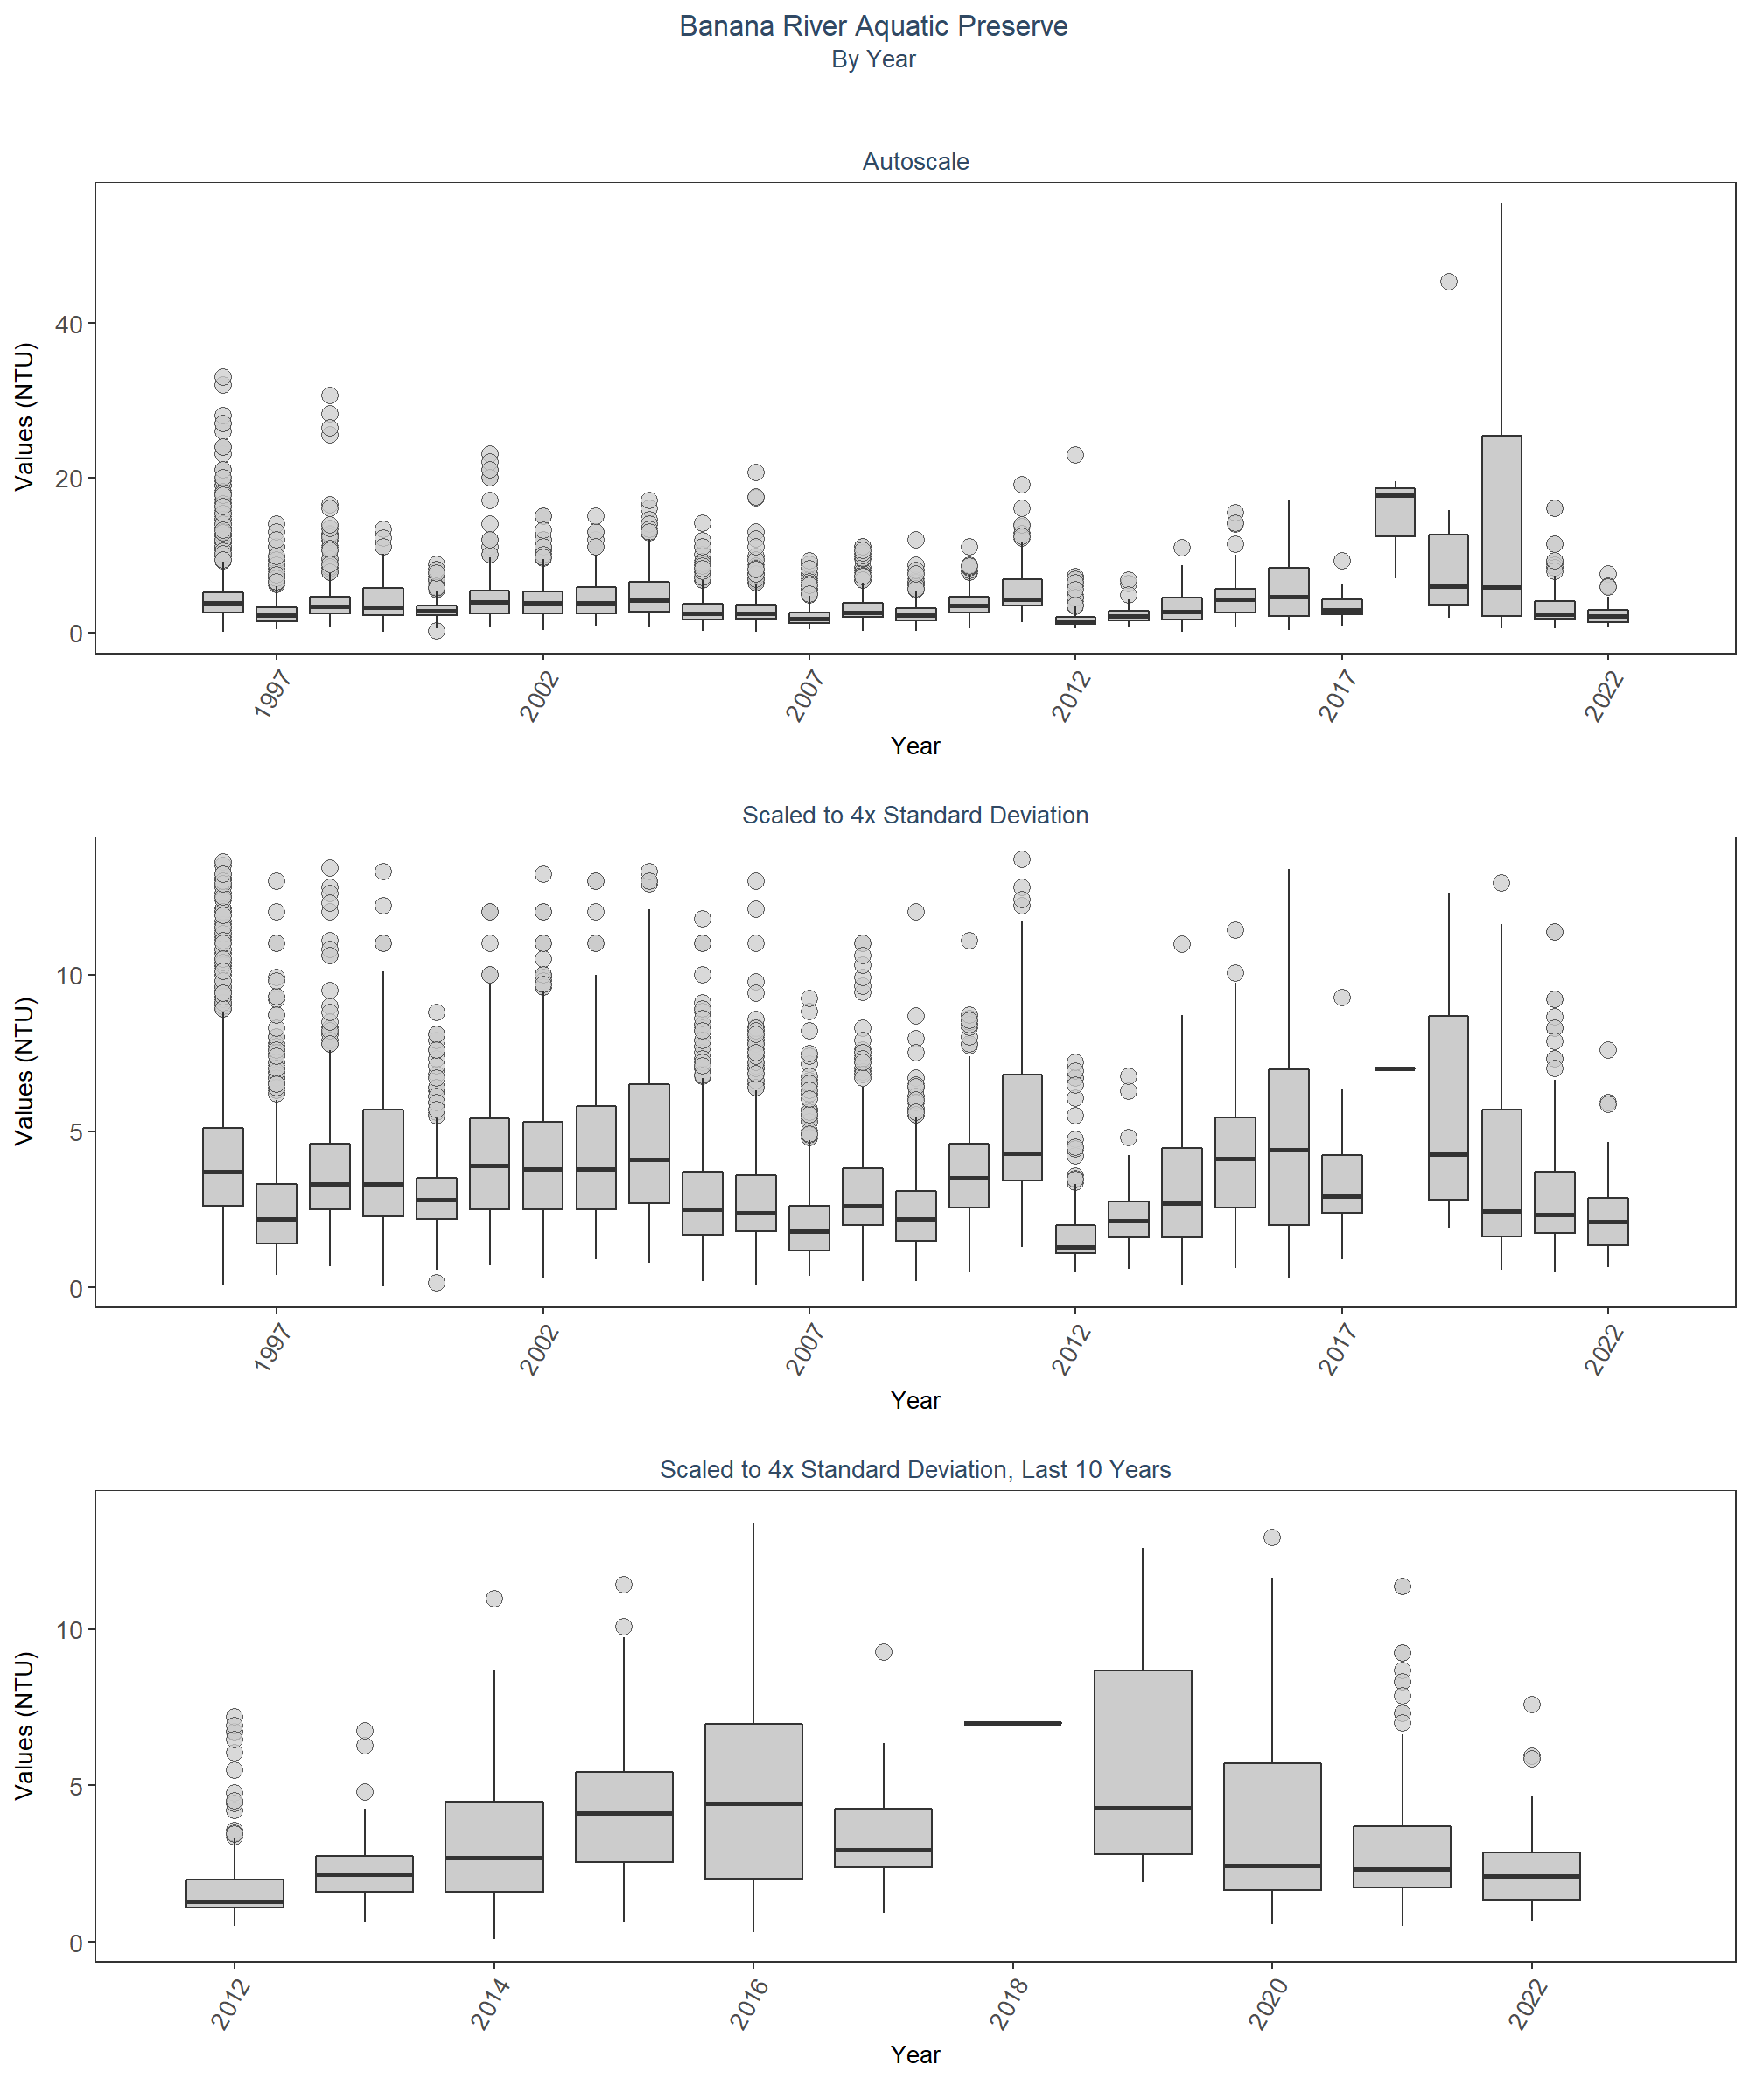 Banana River Aquatic Preserve
By Year
Autoscale
Values (NTU)
40
20
0
1997 2002 2007 2012 2017 2022
Year
Scaled to 4x Standard Deviation
Values (NTU)
10
5
0
1997 2002 2007 2012 2017 2022
Year
Scaled to 4x Standard Deviation, Last 10 Years
Values (NTU)
10
5
0
2012 2014 2016 2018 2020 2022
Year